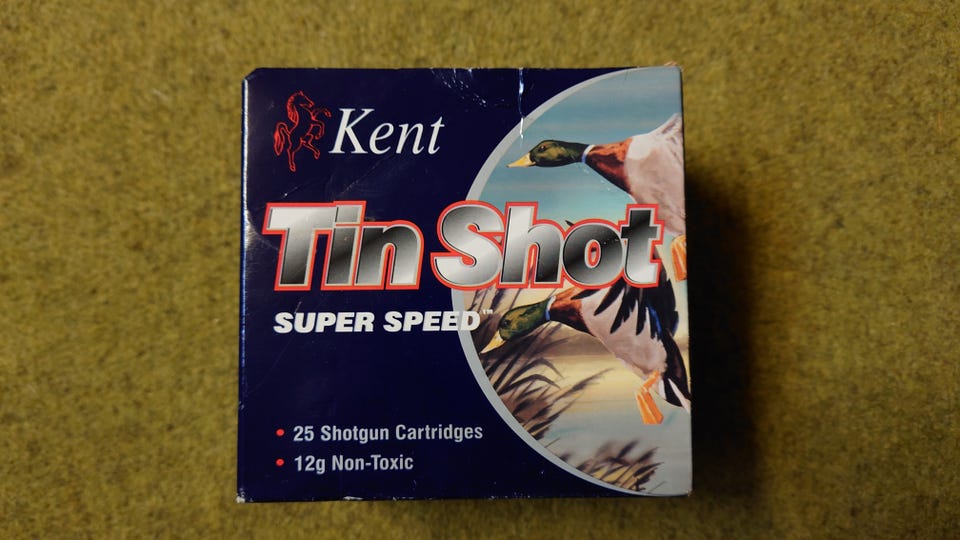 Kent
Tin Shot
SUPER SPEED™
• 25 Shotgun Cartridges
• 12g Non-Toxic